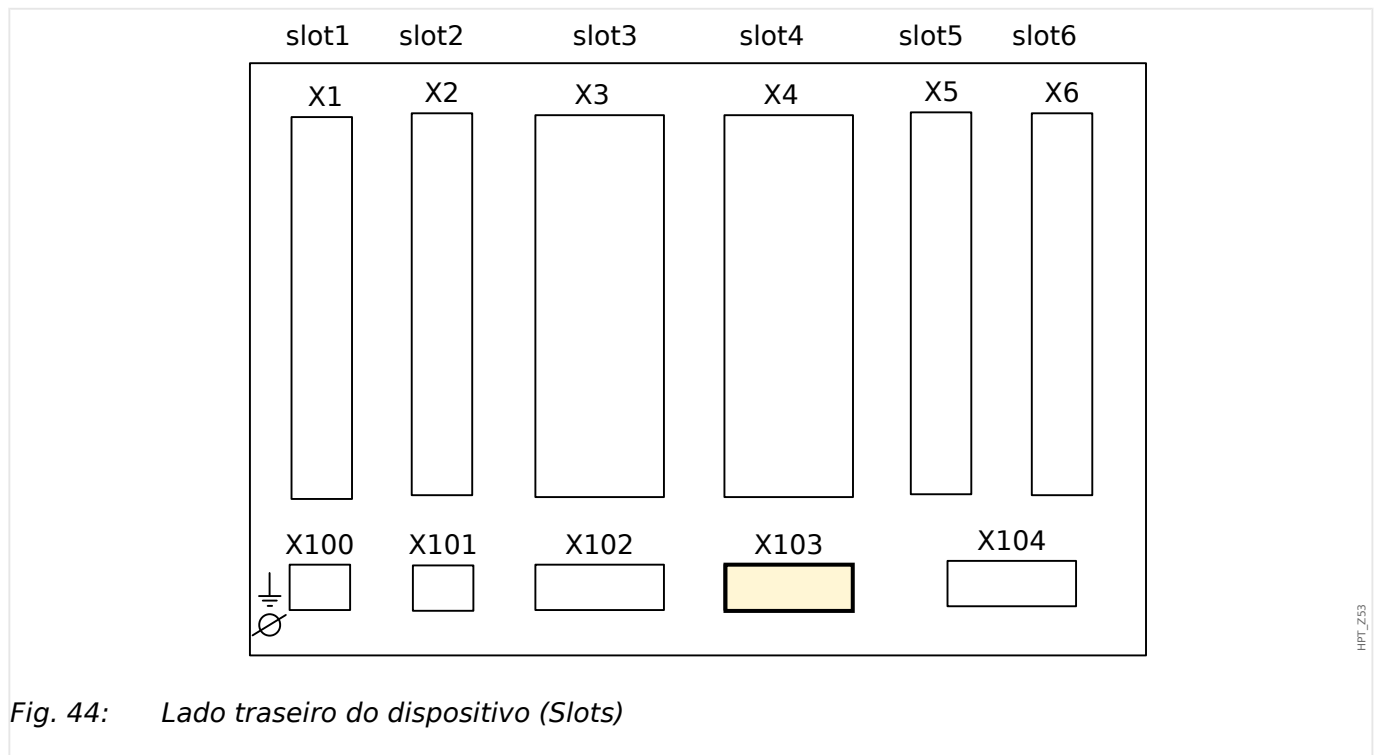 slot1 slot2 slot3 slot4 slot5 slot6
X1 X2 X3 X4 X5 X6
X100 X101 X102 X103 X104
HPT_Z53
Fig. 44: Lado traseiro do dispositivo (Slots)